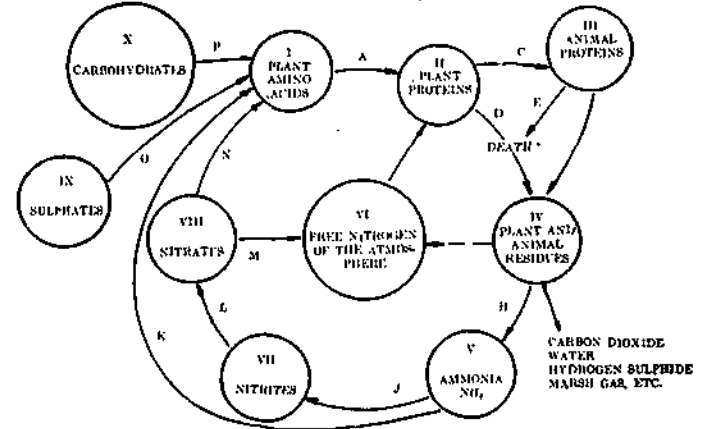 X
CARBOHYDRATES
P
I
PLANT
AMINO
ACIDS
A
II
PLANT
PROTEINS
C
III
ANIMAL
PROTEINS
E
D
DEATH
O
N
IX
SULPHATES
VIII
NITRATES
M
VI
FREE NITROGEN
OF THE ATMOS-
PHERE
IV
PLANT AND
ANIMAL
RESIDUES
H
L
K
CARBON DIOXIDE
WATER
HYDROGEN SULPHIDE
MARSH GAS, ETC.
VII
NITRITES
J
V
AMMONIA
NH₃